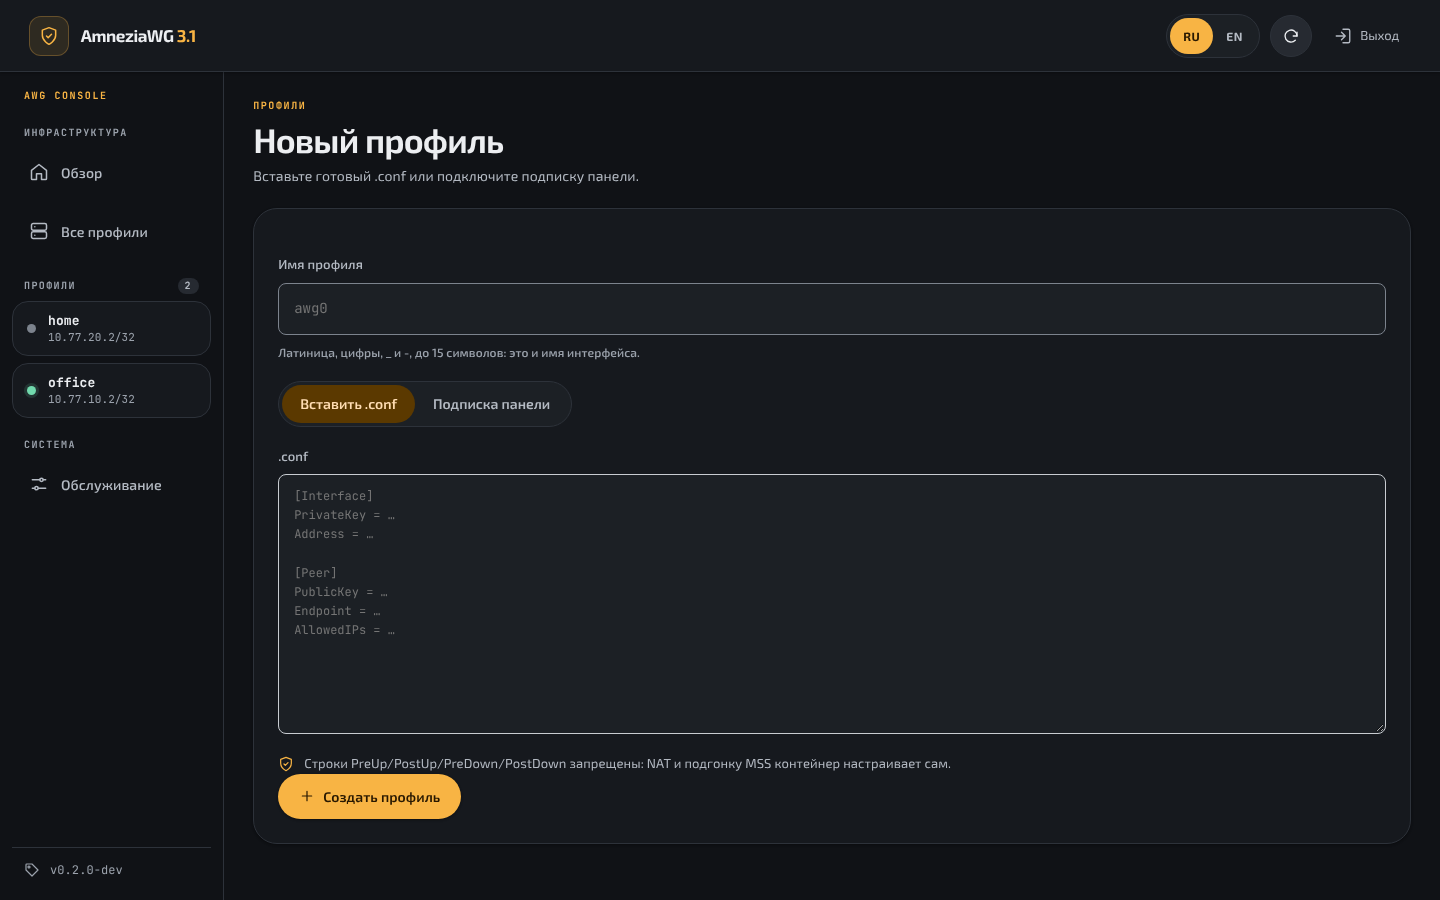 AmneziaWG 3.1
RU
EN
Выход
AWG CONSOLE
ИНФРАСТРУКТУРА
Обзор
Все профили
ПРОФИЛИ
2
home
10.77.20.2/32
office
10.77.10.2/32
СИСТЕМА
Обслуживание
v0.2.0-dev
ПРОФИЛИ
Новый профиль
Вставьте готовый .conf или подключите подписку панели.
Имя профиля
awg0
Латиница, цифры, _ и -, до 15 символов: это и имя интерфейса.
Вставить .conf
Подписка панели
.conf
[Interface]
PrivateKey = …
Address = …
[Peer]
PublicKey = …
Endpoint = …
AllowedIPs = …
Строки PreUp/PostUp/PreDown/PostDown запрещены: NAT и подгонку MSS контейнер настраивает сам.
Создать профиль